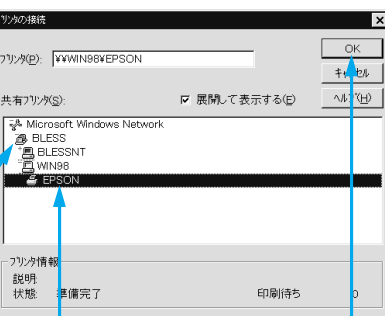 プリンタの接続
プリンタ(P): ¥¥WIN98¥EPSON
OK
キャンセル
共有プリンタ(S):
展開して表示する(E)
ヘルプ(H)
Microsoft Windows Network
BLESS
BLESSNT
WIN98
EPSON
プリンタ情報
説明:
状態: 準備完了
印刷待ち 0